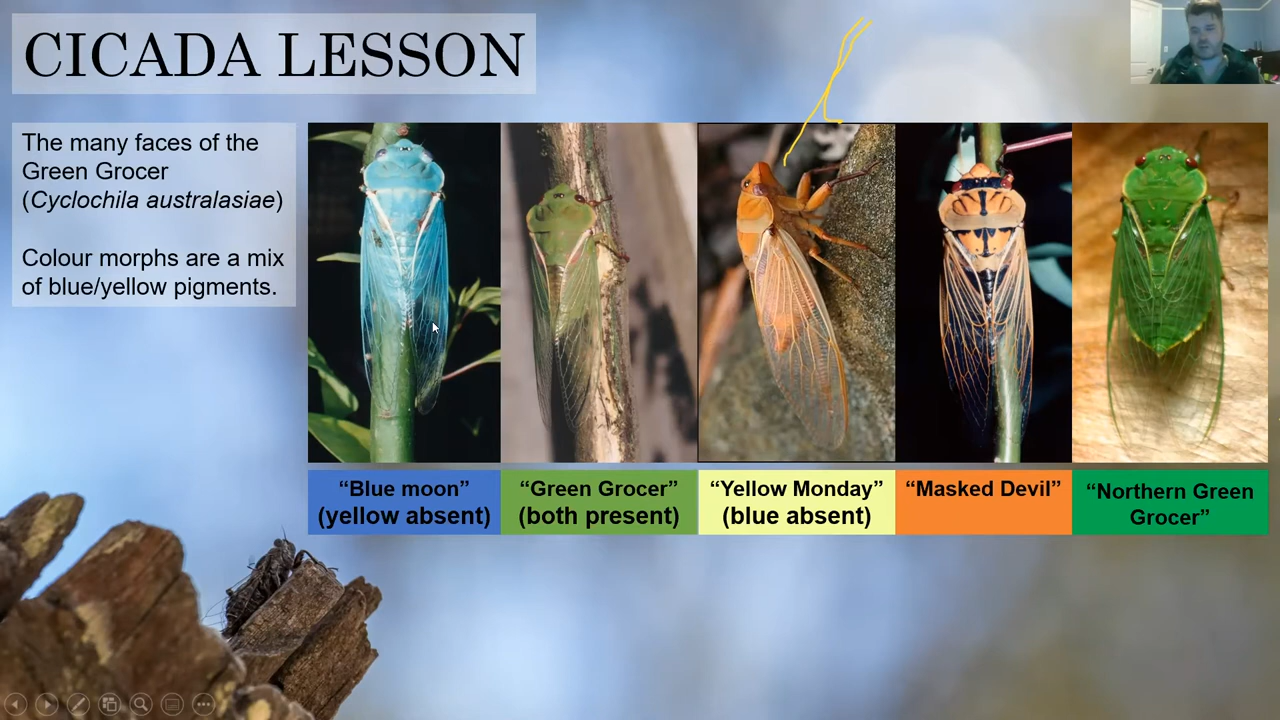 CICADA LESSON
The many faces of the
Green Grocer
(Cyclochila australasiae)
Colour morphs are a mix
of blue/yellow pigments.
“Blue moon”
(yellow absent)
“Green Grocer”
(both present)
“Yellow Monday”
(blue absent)
“Masked Devil”
“Northern Green
Grocer”